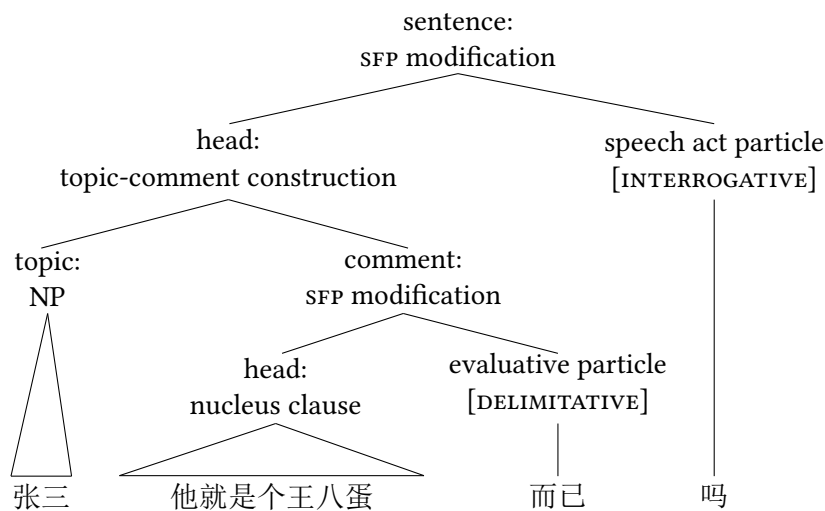 sentence:
SFP modification
head:
topic-comment construction
speech act particle
[INTERROGATIVE]
topic:
NP
comment:
SFP modification
head:
nucleus clause
evaluative particle
[DELIMITATIVE]
张三 他就是个王八蛋 而已 吗